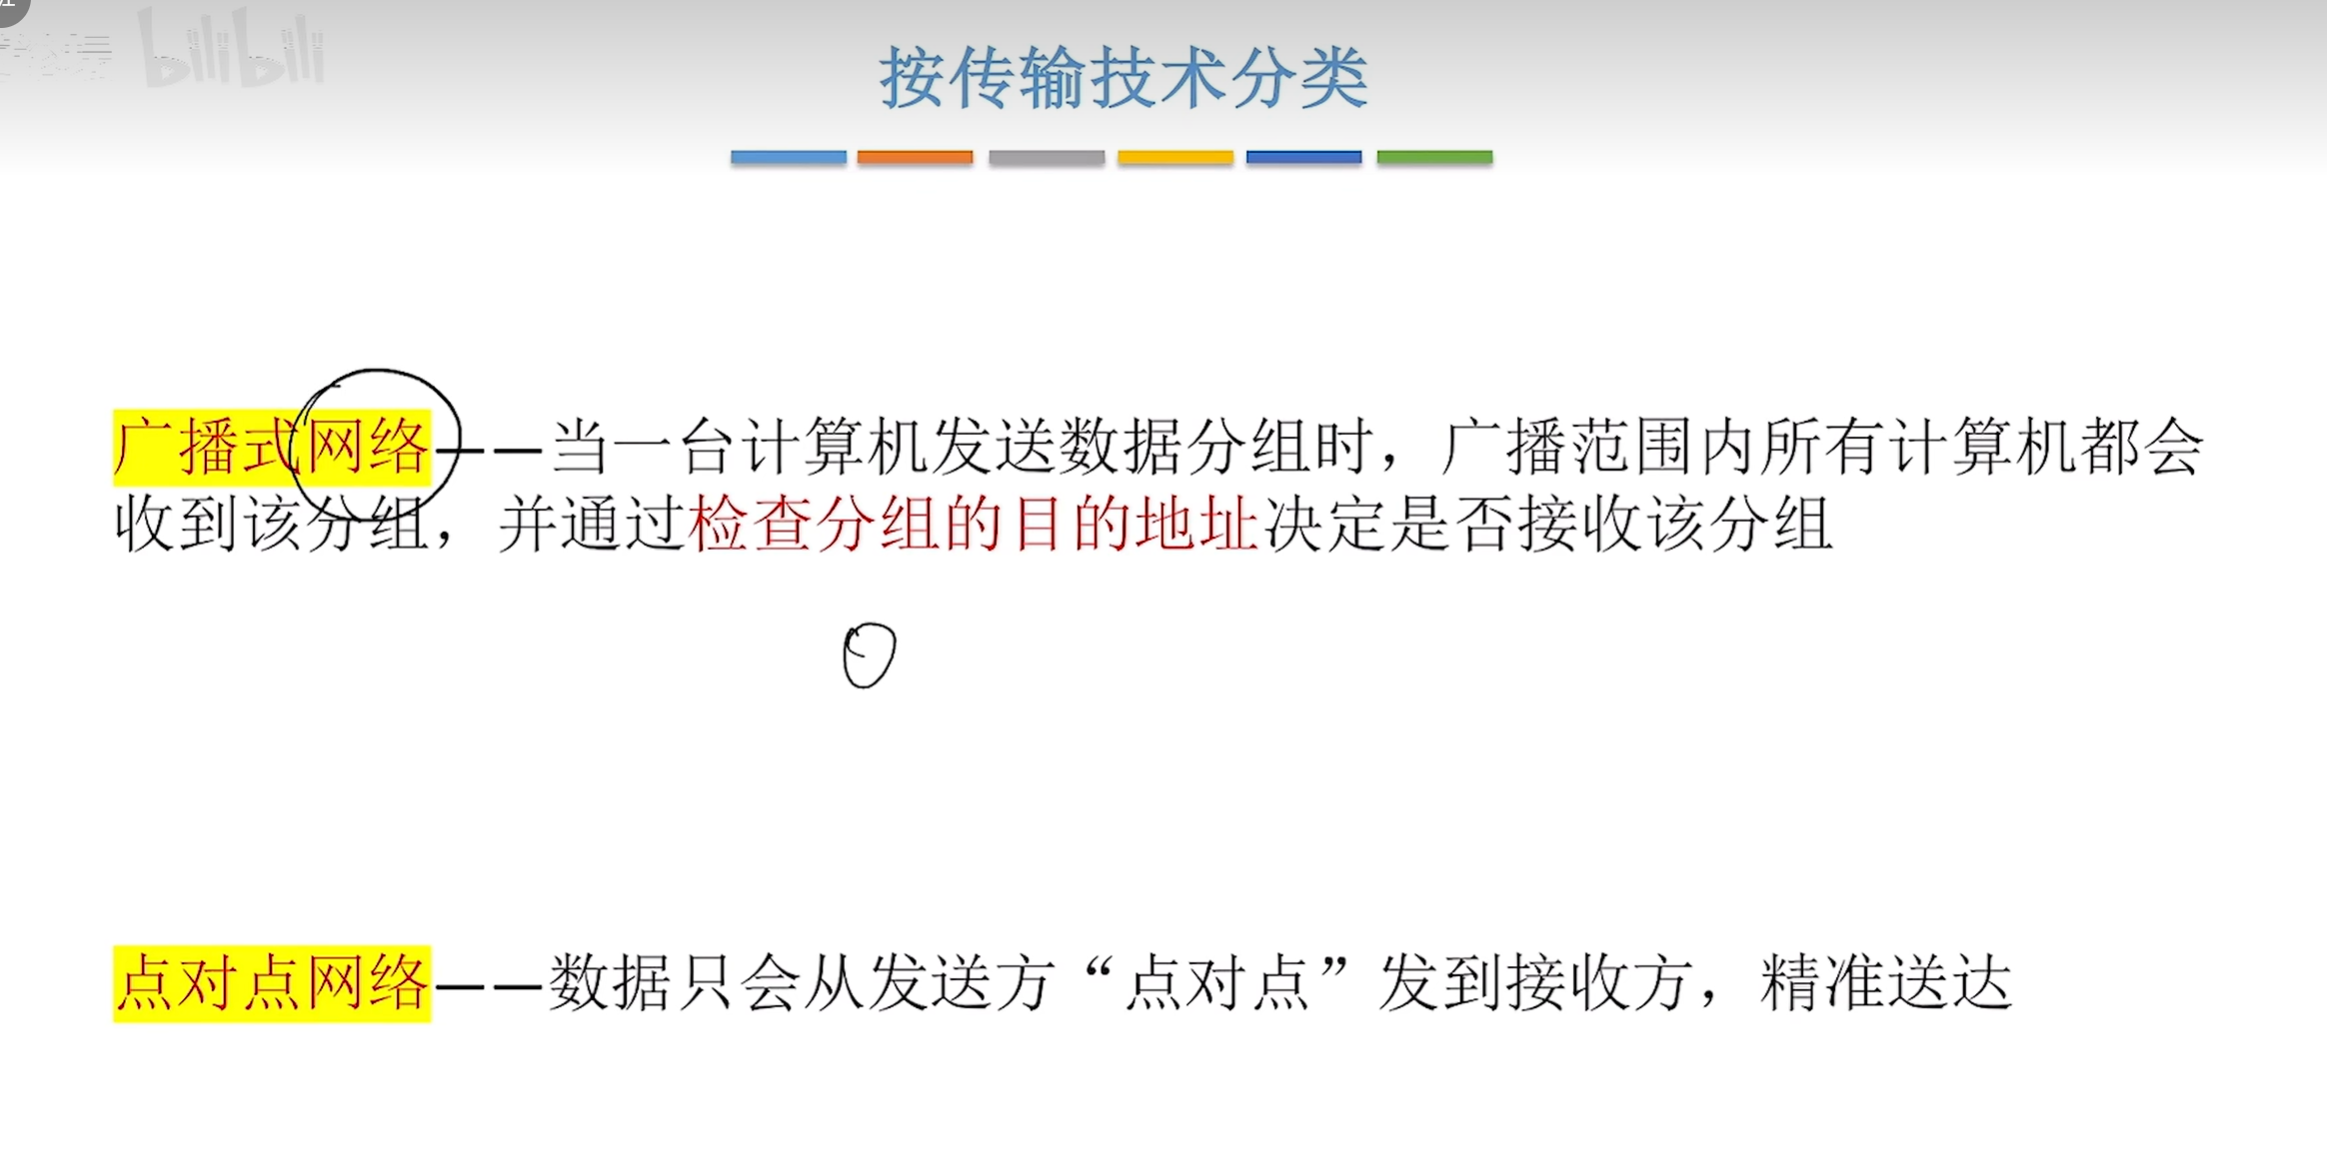 bilibili
按传输技术分类
广播式网络——当一台计算机发送数据分组时，广播范围内所有计算机都会
收到该分组，并通过检查分组的目的地址决定是否接收该分组
点对点网络——数据只会从发送方“点对点”发到接收方，精准送达